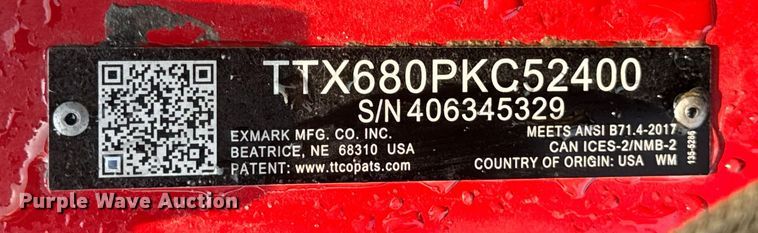 TTX680PKC52400
S/N 406345329
EXMARK MFG. CO. INC.
BEATRICE, NE 68310 USA
PATENT: www.ttcopats.com
MEETS ANSI B71.4-2017
CAN ICES-2/NMB-2
COUNTRY OF ORIGIN: USA WM
135-5286
Purple Wave Auction